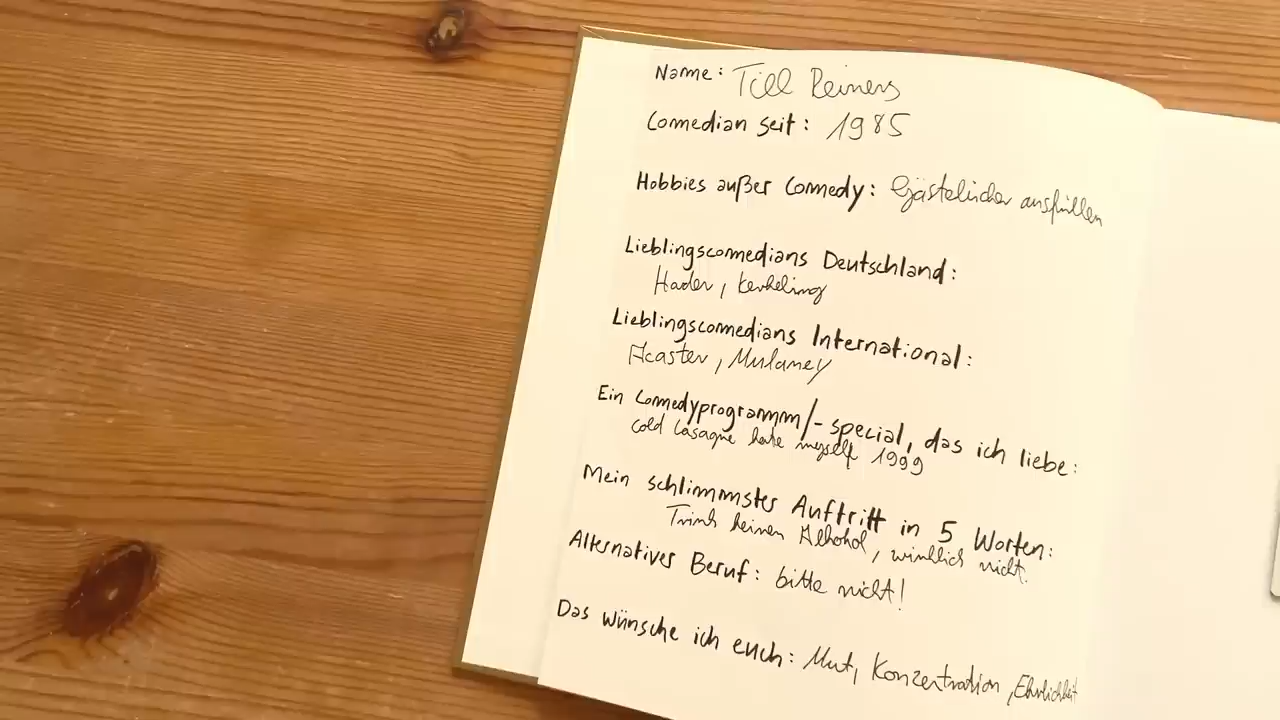 Name: Till Reiners
Comedian seit: 1985
Hobbies außer Comedy: Gästebücher ausfüllen
Lieblingscomedians Deutschland:
Hader, Kerkeling
Lieblingscomedians International:
Acaster, Mulaney
Ein Comedyprogramm/-special, das ich liebe:
cold lasagne hate myself 1999
Mein schlimmster Auftritt in 5 Worten:
Trink keinen Alkohol, wirklich nicht.
Alternativer Beruf: bitte nicht!
Das wünsche ich euch: Mut, Konzentration, Ehrlichkeit